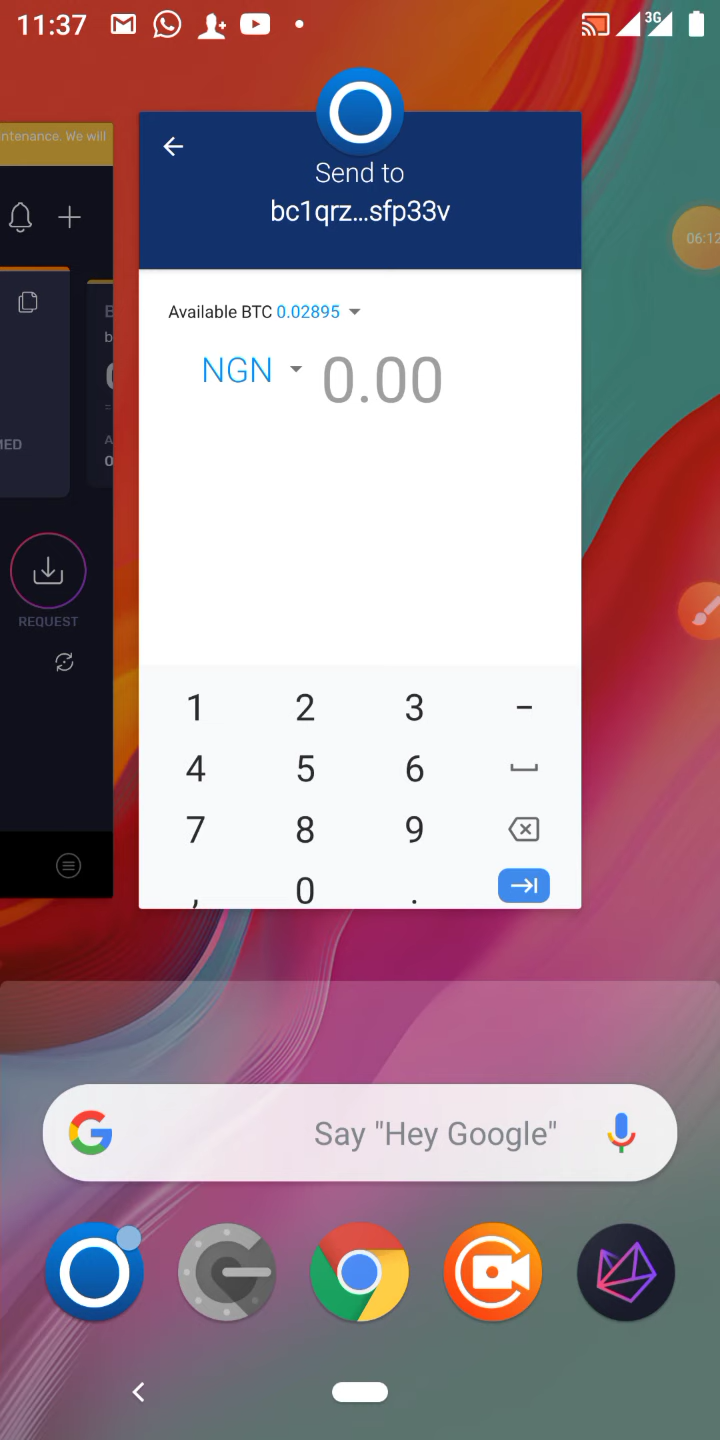 11:37
3G
ntenance. We will
Send to
bc1qrz...sfp33v
06:12
Available BTC 0.02895
NGN 0.00
MED
REQUEST
1 2 3 -
4 5 6
7 8 9
, 0 .
G Say "Hey Google"